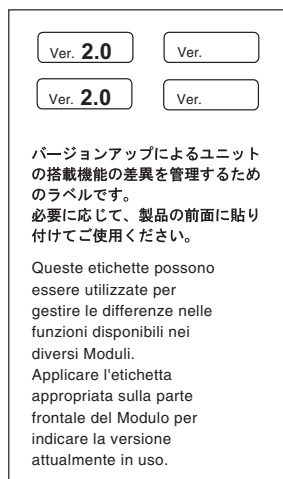 Ver. 2.0 Ver.
Ver. 2.0 Ver.
バージョンアップによるユニット
の搭載機能の差異を管理するため
のラベルです。
必要に応じて、製品の前面に貼り
付けてご使用ください。
Queste etichette possono
essere utilizzate per
gestire le differenze nelle
funzioni disponibili nei
diversi Moduli.
Applicare l'etichetta
appropriata sulla parte
frontale del Modulo per
indicare la versione
attualmente in uso.